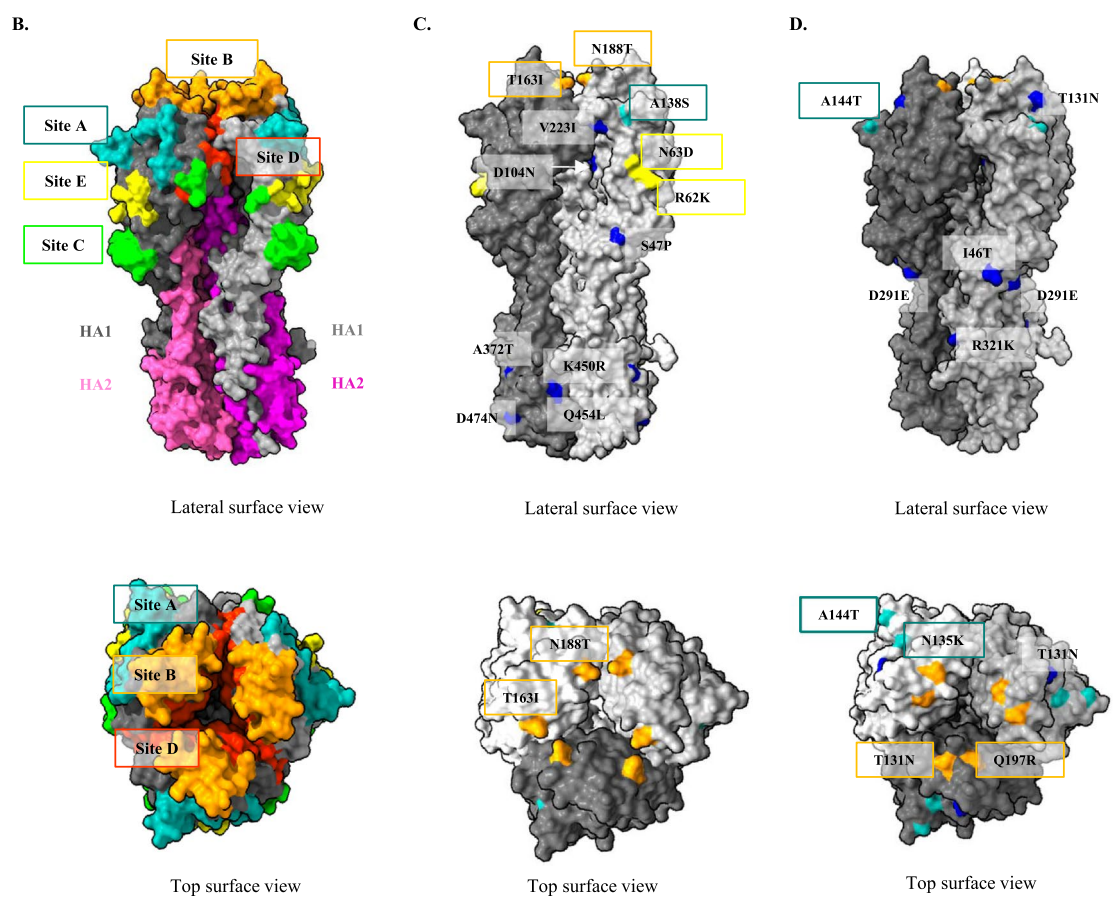 B.
C.
D.
Site B
Site A
Site D
Site E
Site C
HA1
HA1
HA2
HA2
Lateral surface view
N188T
T163I
A138S
V223I
N63D
D104N
R62K
S47P
A372T
K450R
D474N
Q454L
Lateral surface view
A144T
T131N
I46T
D291E
D291E
R321K
Lateral surface view
Site A
Site B
Site D
Top surface view
N188T
T163I
Top surface view
A144T
N135K
T131N
T131N
Q197R
Top surface view